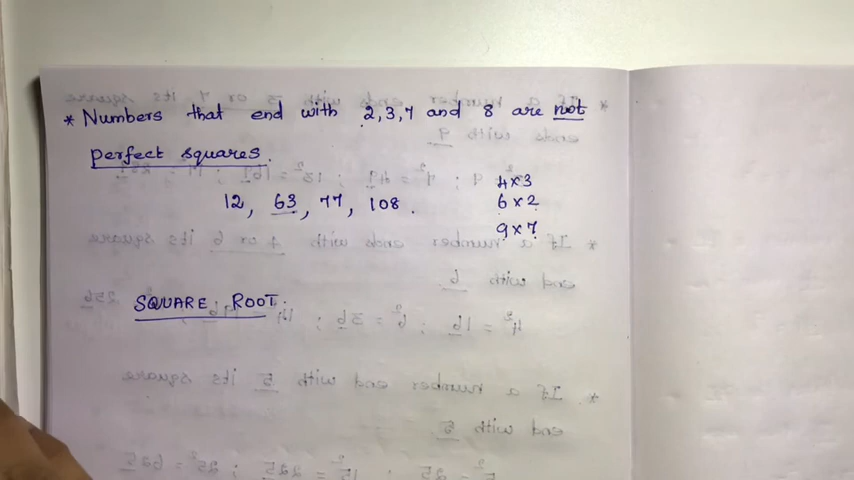 * Numbers that end with 2,3,7 and 8 are not
perfect squares.
4×3
12, 63, 77, 108.
6×2
9×7
SQUARE ROOT.